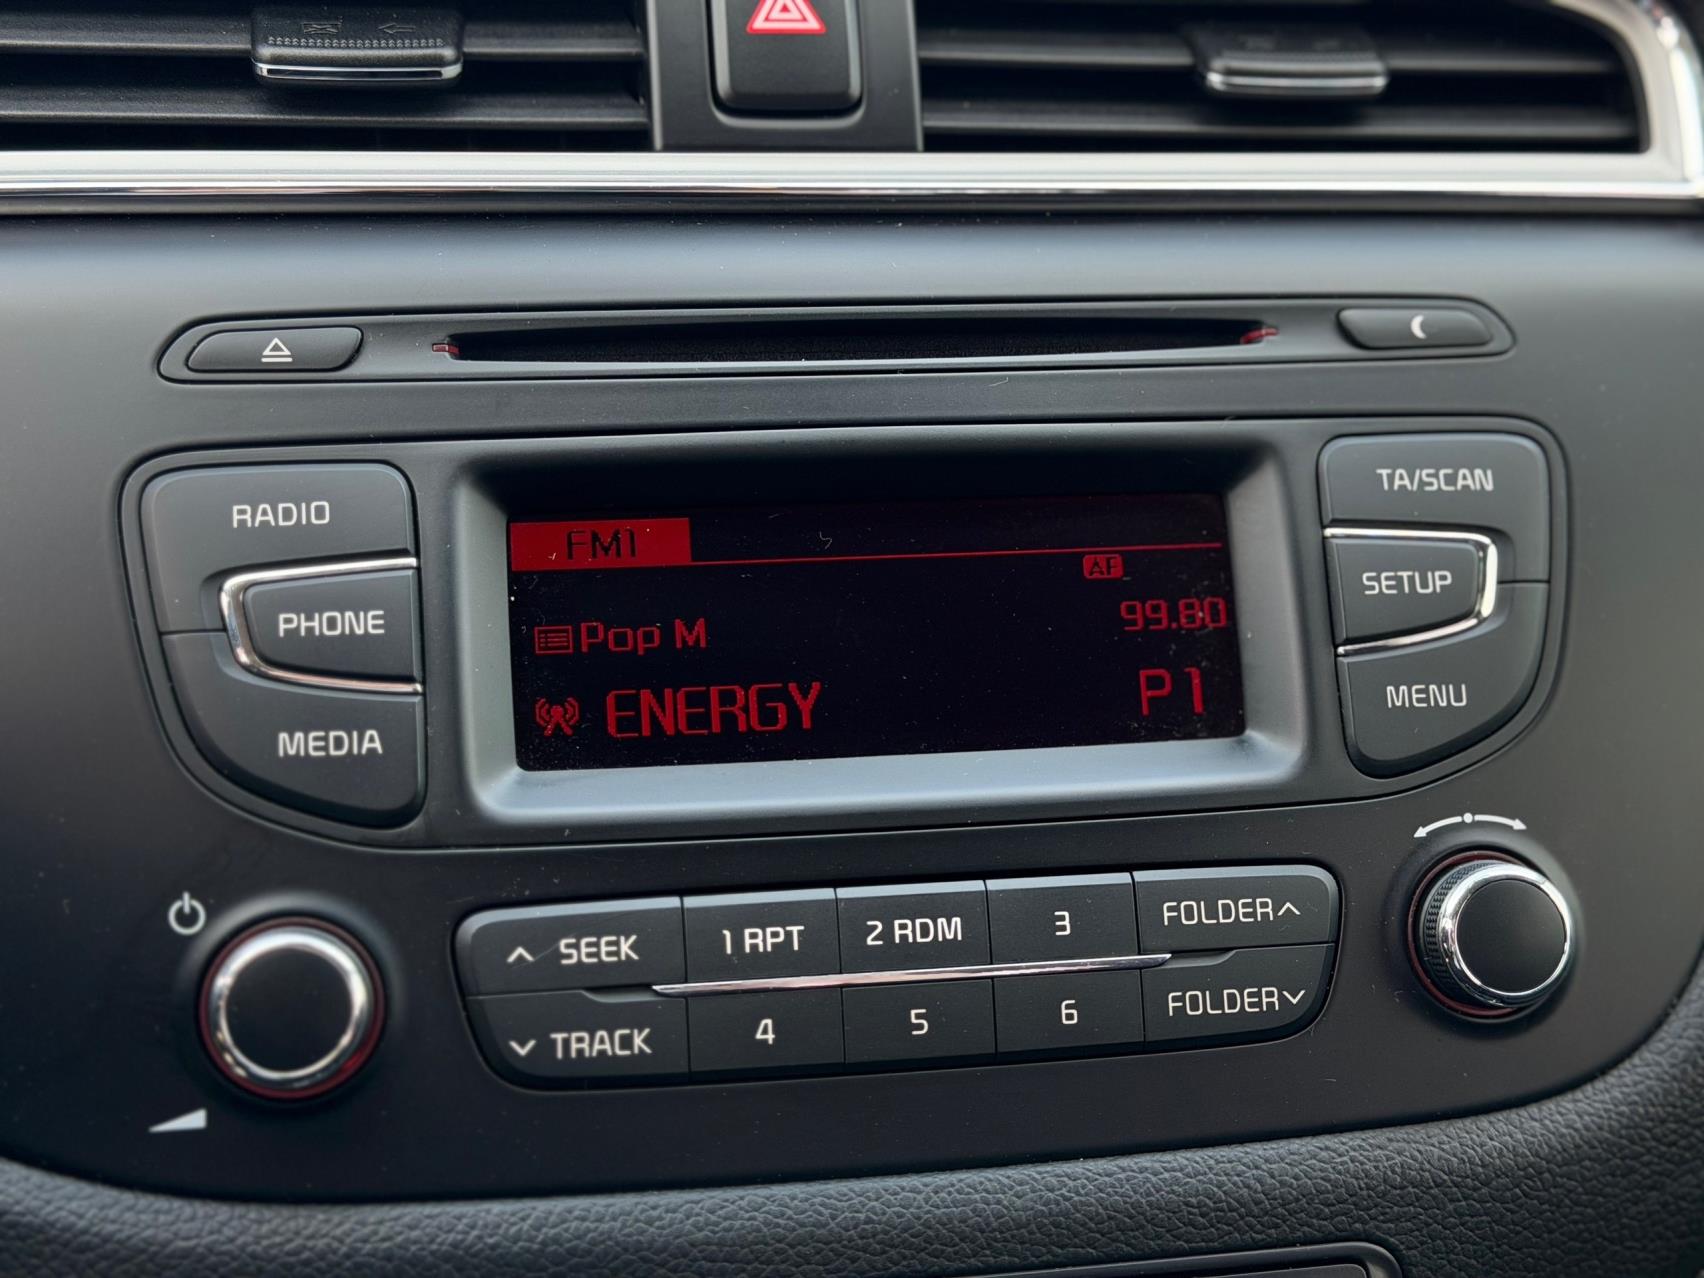 RADIO
PHONE
MEDIA
FM1
AF
Pop M
99.80
ENERGY
P1
TA/SCAN
SETUP
MENU
SEEK
TRACK
1 RPT
2 RDM
3
4
5
6
FOLDER
FOLDER